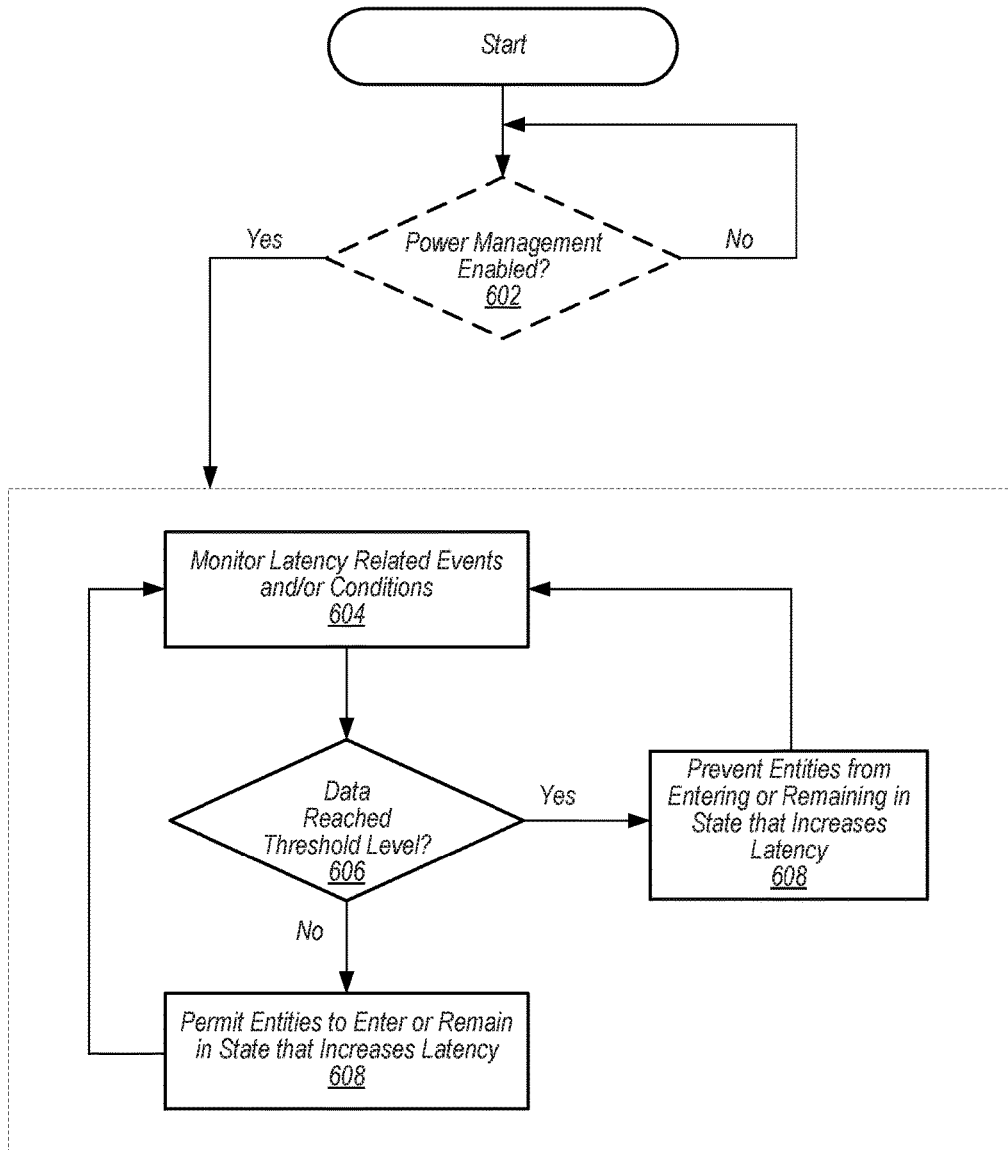 Start
Yes
Power Management
Enabled?
602
No
Monitor Latency Related Events
and/or Conditions
604
Data
Reached
Threshold Level?
606
Yes
Prevent Entities from
Entering or Remaining in
State that Increases
Latency
608
No
Permit Entities to Enter or Remain
in State that Increases Latency
608